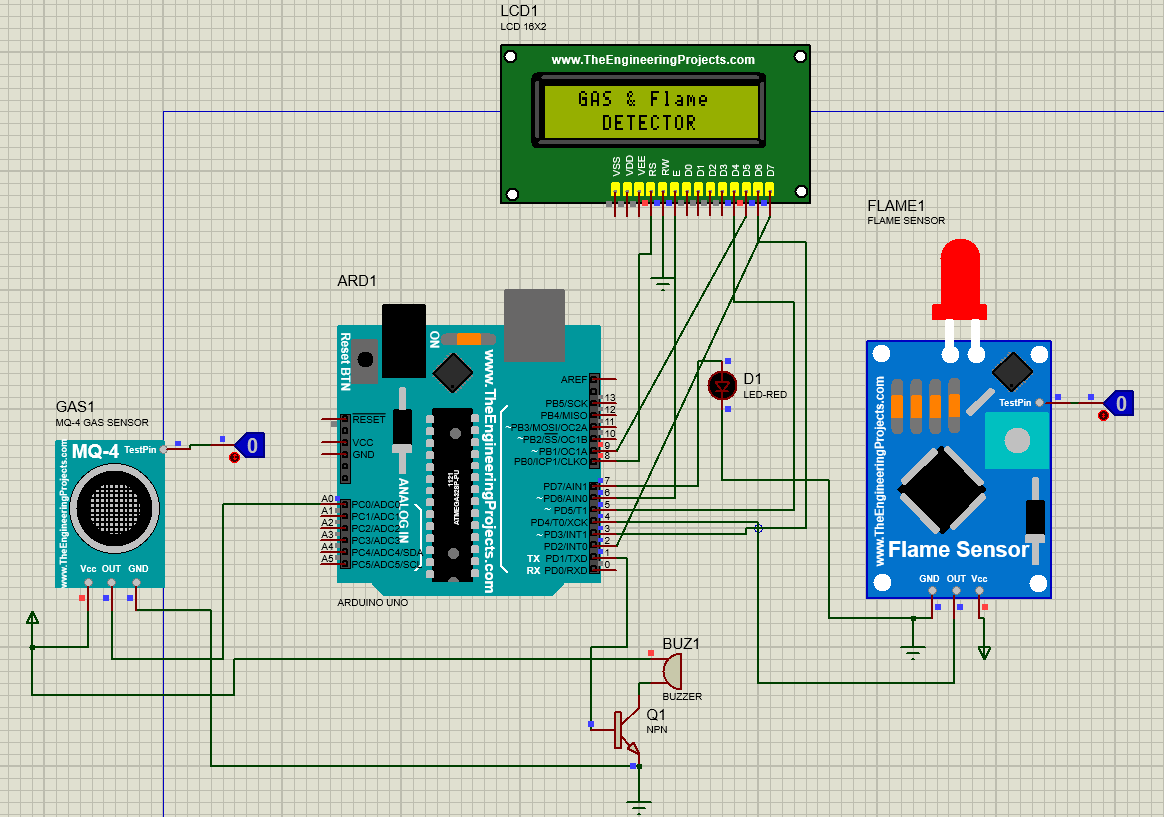 LCD1
LCD 16X2
www.TheEngineeringProjects.com
GAS & Flame
DETECTOR
VSS
VDD
VEE
RS
RW
E
D0
D1
D2
D3
D4
D5
D6
D7
FLAME1
FLAME SENSOR
TestPin
0
www.TheEngineeringProjects.com
Flame Sensor
GND OUT Vcc
ARD1
Reset BTN
ON
www.TheEngineeringProjects.com
1121
ATMEGA328P-PU
ANALOG IN
RESET
VCC
GND
A0 PC0/ADC0
A1 PC1/ADC1
A2 PC2/ADC2
A3 PC3/ADC3
A4 PC4/ADC4/SDA
A5 PC5/ADC5/SCL
AREF
PB5/SCK 13
PB4/MISO 12
~PB3/MOSI/OC2A 11
~PB2/SS/OC1B 10
~PB1/OC1A 9
PB0/ICP1/CLKO 8
PD7/AIN1 7
~PD6/AIN0 6
~PD5/T1 5
PD4/T0/XCK 4
~PD3/INT1 3
PD2/INT0 2
TX PD1/TXD 1
RX PD0/RXD 0
ARDUINO UNO
D1
LED-RED
GAS1
MQ-4 GAS SENSOR
MQ-4 TestPin
0
www.TheEngineeringProjects.com
Vcc OUT GND
BUZ1
BUZZER
Q1
NPN